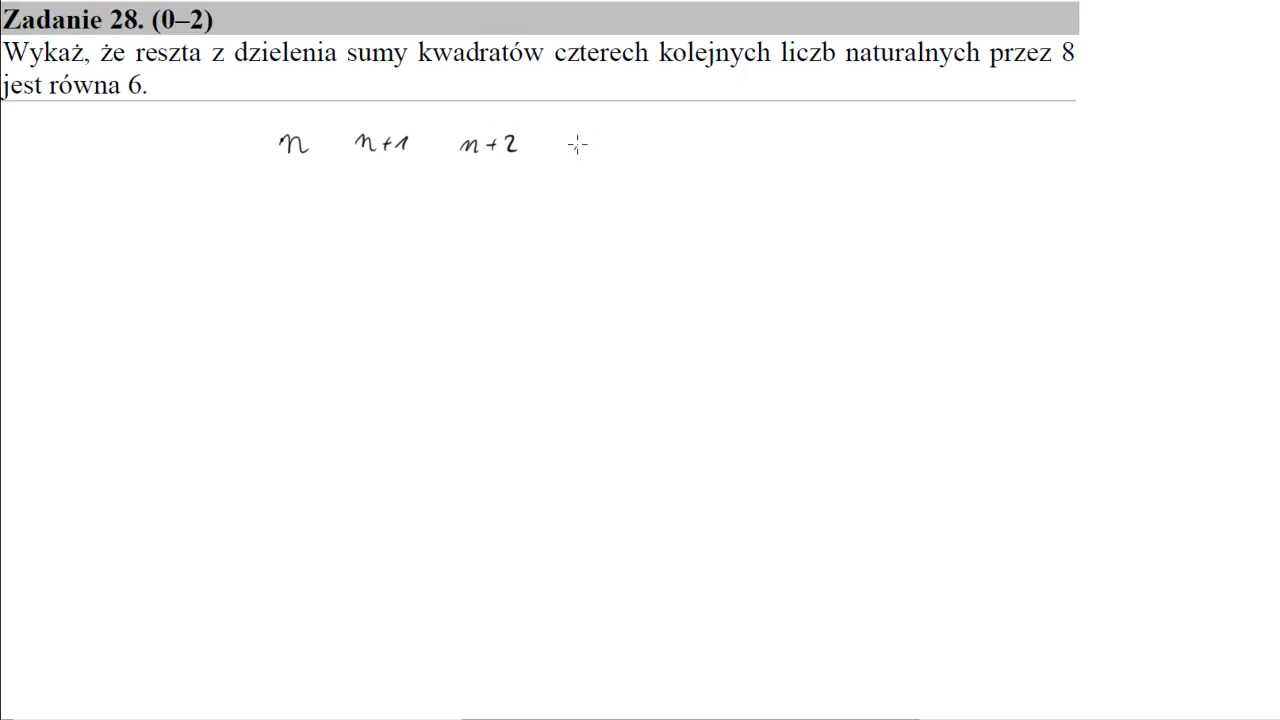 Zadanie 28. (0–2)
Wykaż, że reszta z dzielenia sumy kwadratów czterech kolejnych liczb naturalnych przez 8
jest równa 6.
n n+1 n+2